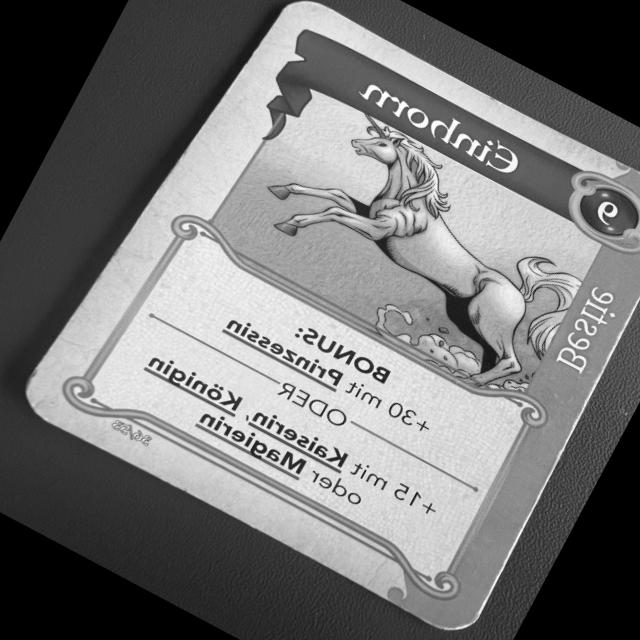 Einhorn
9
Bestie
BONUS:
+30 mit Prinzessin
ODER
+15 mit Kaiserin, Königin
oder Magierin